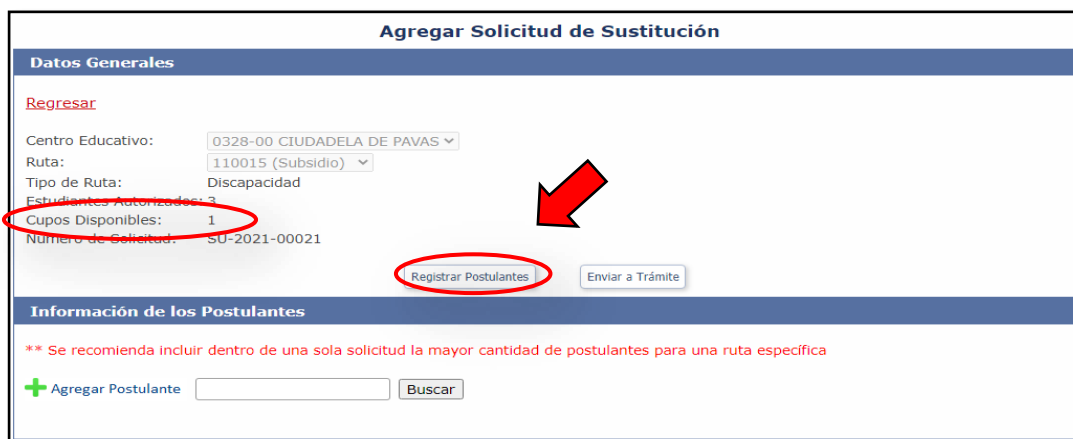 Agregar Solicitud de Sustitución
Datos Generales
Regresar
Centro Educativo: 0328-00 CIUDADELA DE PAVAS
Ruta: 110015 (Subsidio)
Tipo de Ruta: Discapacidad
Estudiantes Autorizados: 3
Cupos Disponibles: 1
Número de Solicitud: SU-2021-00021
Registrar Postulantes Enviar a Trámite
Información de los Postulantes
** Se recomienda incluir dentro de una sola solicitud la mayor cantidad de postulantes para una ruta específica
Agregar Postulante Buscar